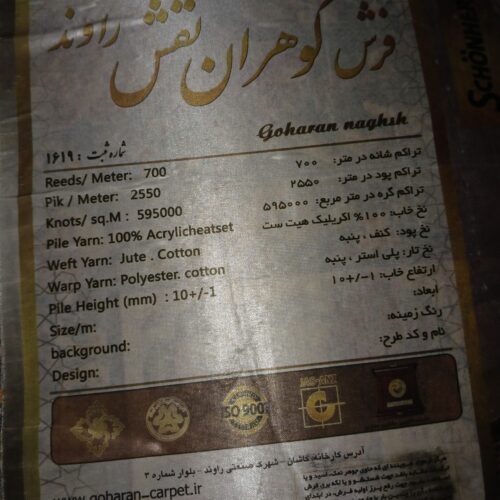 فرش گوهران نقش راوند
SCHÖNHER
Goharan naghsh
شماره ثبت : ۱۶۱۹
Reeds/ Meter: 700
تراکم شانه در متر: ۷۰۰
Pik / Meter: 2550
تراکم پود در متر: ۲۵۵۰
Knots/ sq.M : 595000
تراکم گره در متر مربع: ۵۹۵۰۰۰
Pile Yarn: 100% Acrylicheatset
نخ خاب: ۱۰۰% اکریلیک هیت ست
Weft Yarn: Jute . Cotton
نخ پود: کنف . پنبه
Warp Yarn: Polyester. cotton
نخ تار: پلی استر . پنبه
Pile Height (mm) : 10+/-1
ارتفاع خاب: ۱-/+۱۰
Size/m:
ابعاد:
background:
رنگ زمینه:
Design:
نام و کد طرح:
ISO 900
آدرس کارخانه: کاشان - شهرک صنعتی راوند - بلوار شماره ۳
www.goharan-carpet.ir